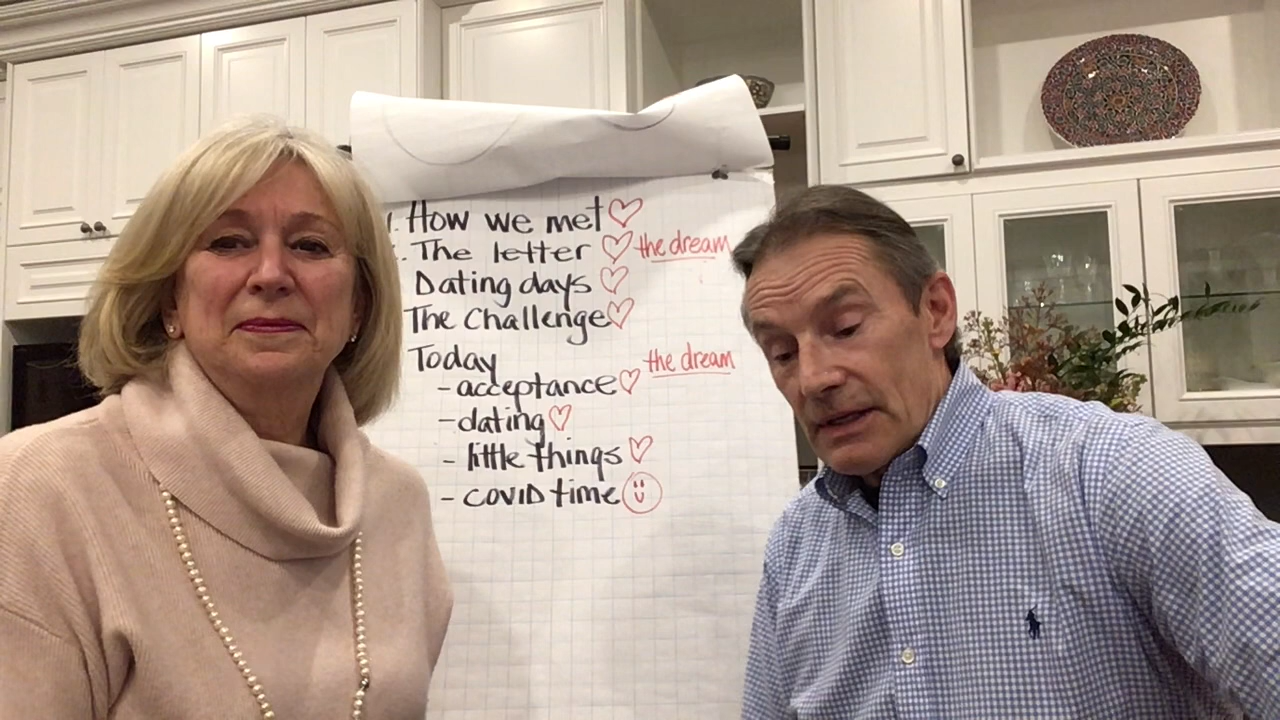 1. How we met
. The letter the dream
Dating days
The Challenge
Today the dream
- acceptance
- dating
- little things
- covid time